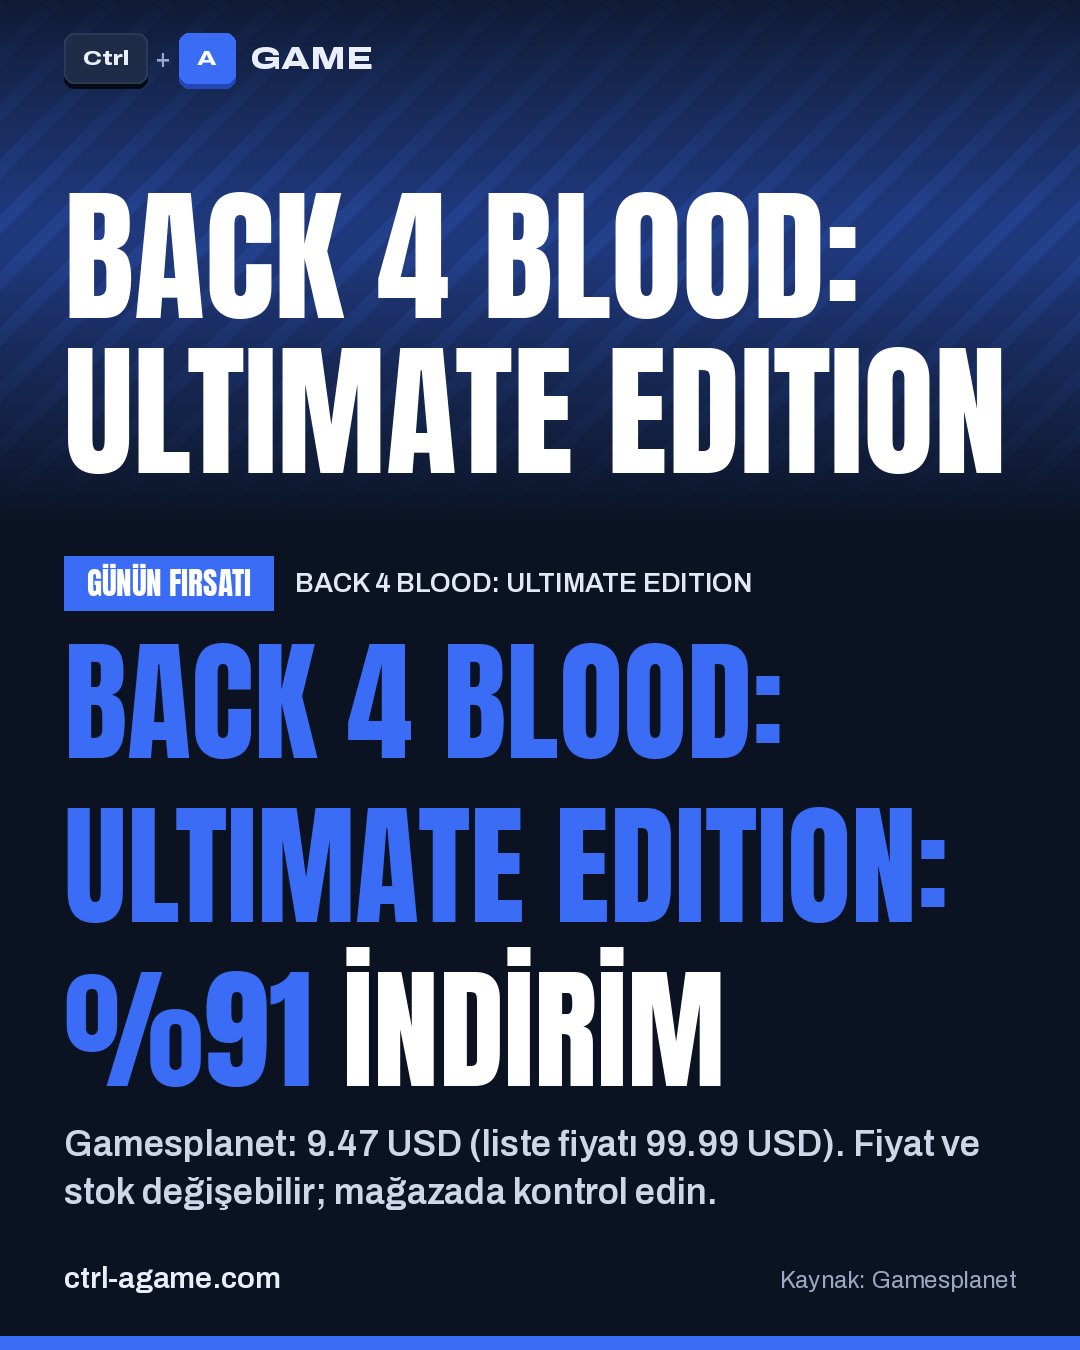 Ctrl + A GAME
BACK 4 BLOOD:
ULTIMATE EDITION
GÜNÜN FIRSATI BACK 4 BLOOD: ULTIMATE EDITION
BACK 4 BLOOD:
ULTIMATE EDITION:
%91 İNDİRİM
Gamesplanet: 9.47 USD (liste fiyatı 99.99 USD). Fiyat ve
stok değişebilir; mağazada kontrol edin.
ctrl-agame.com Kaynak: Gamesplanet